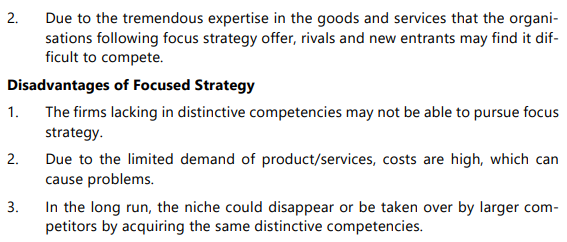 2. Due to the tremendous expertise in the goods and services that the organi-
sations following focus strategy offer, rivals and new entrants may find it dif-
ficult to compete.
Disadvantages of Focused Strategy
1. The firms lacking in distinctive competencies may not be able to pursue focus
strategy.
2. Due to the limited demand of product/services, costs are high, which can
cause problems.
3. In the long run, the niche could disappear or be taken over by larger com-
petitors by acquiring the same distinctive competencies.